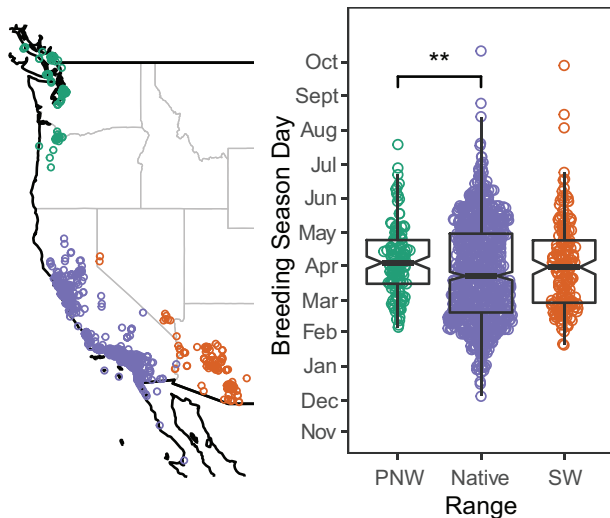 Breeding Season Day
Oct
Sept
Aug
Jul
Jun
May
Apr
Mar
Feb
Jan
Dec
Nov
**
PNW Native SW
Range